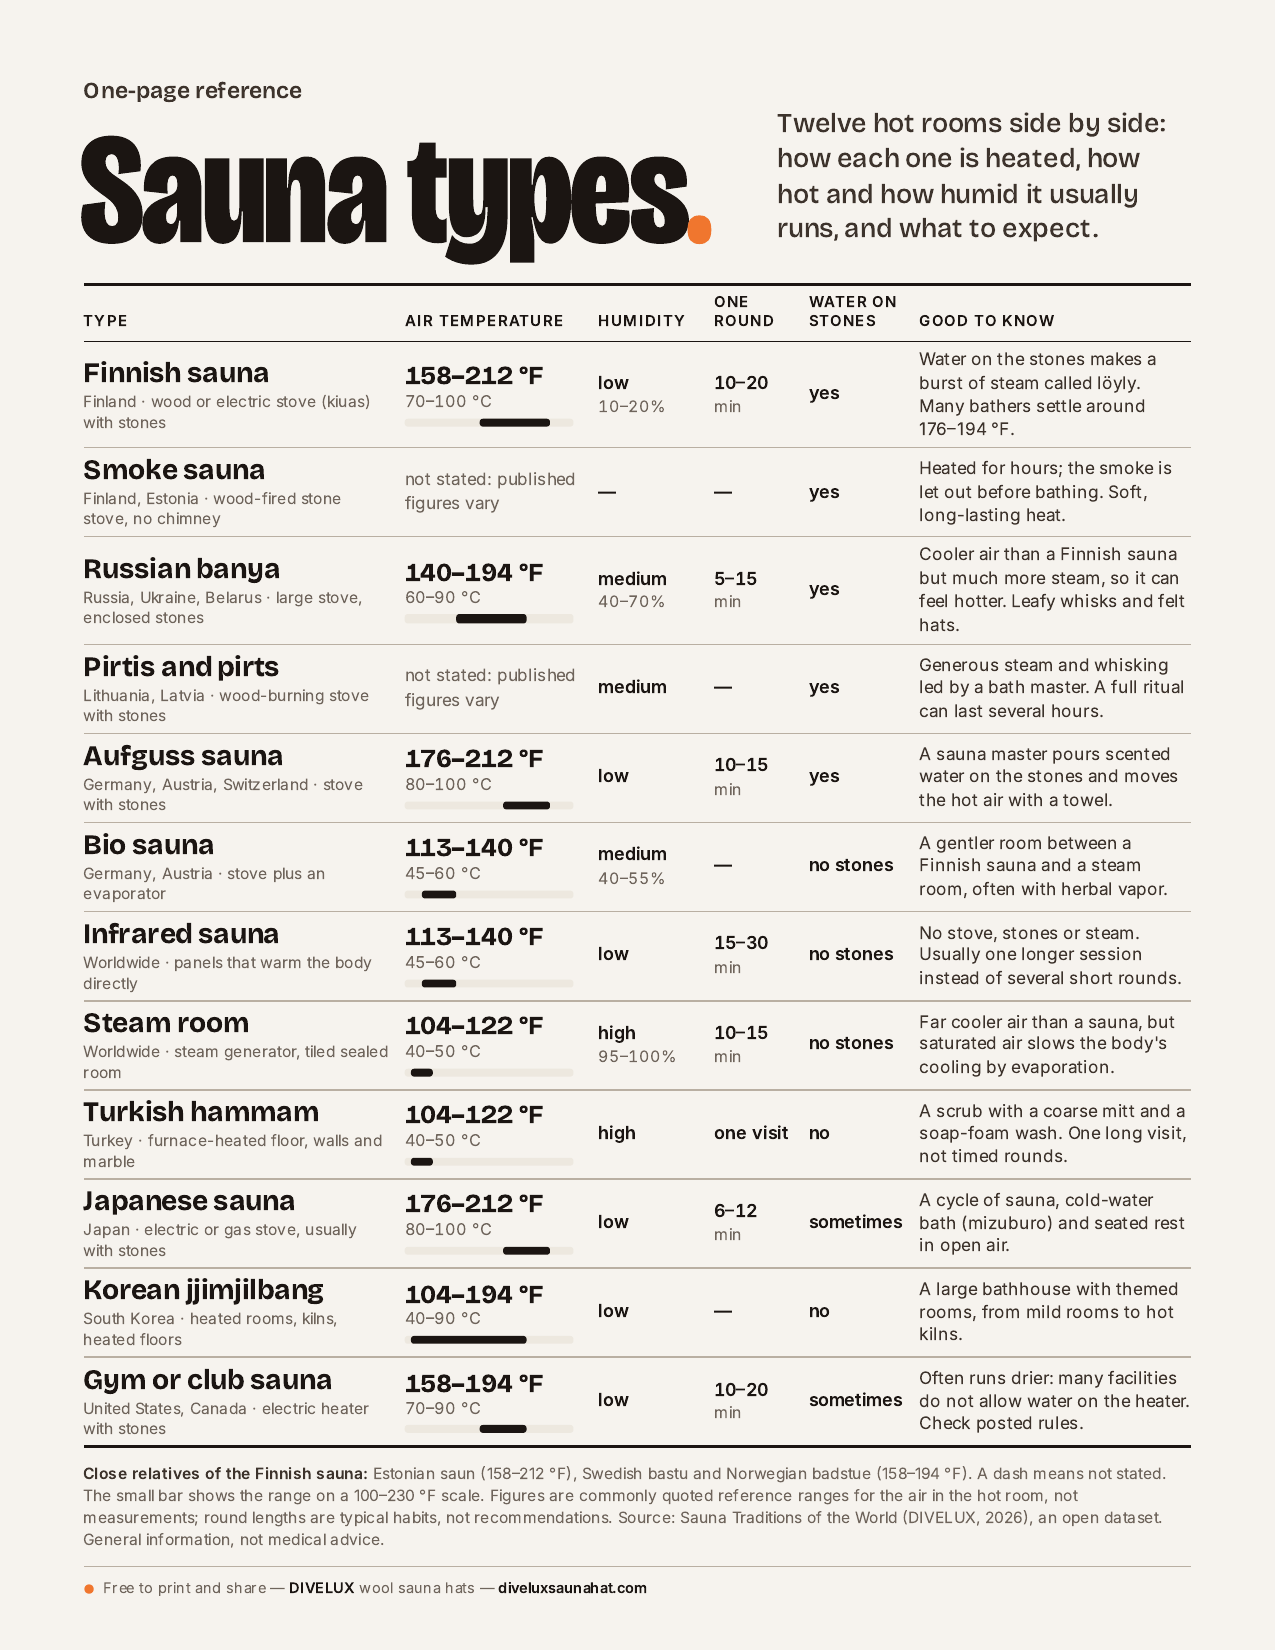 One-page reference
Sauna types.
Twelve hot rooms side by side:
how each one is heated, how
hot and how humid it usually
runs, and what to expect.
TYPE
AIR TEMPERATURE
HUMIDITY
ONE
ROUND
WATER ON
STONES
GOOD TO KNOW
Finnish sauna
Finland · wood or electric stove (kiuas)
with stones
158–212 °F
70–100 °C
low
10–20%
10–20
min
yes
Water on the stones makes a
burst of steam called löyly.
Many bathers settle around
176–194 °F.
Smoke sauna
Finland, Estonia · wood-fired stone
stove, no chimney
not stated: published
figures vary
—
—
yes
Heated for hours; the smoke is
let out before bathing. Soft,
long-lasting heat.
Russian banya
Russia, Ukraine, Belarus · large stove,
enclosed stones
140–194 °F
60–90 °C
medium
40–70%
5–15
min
yes
Cooler air than a Finnish sauna
but much more steam, so it can
feel hotter. Leafy whisks and felt
hats.
Pirtis and pirts
Lithuania, Latvia · wood-burning stove
with stones
not stated: published
figures vary
medium
—
yes
Generous steam and whisking
led by a bath master. A full ritual
can last several hours.
Aufguss sauna
Germany, Austria, Switzerland · stove
with stones
176–212 °F
80–100 °C
low
10–15
min
yes
A sauna master pours scented
water on the stones and moves
the hot air with a towel.
Bio sauna
Germany, Austria · stove plus an
evaporator
113–140 °F
45–60 °C
medium
40–55%
—
no stones
A gentler room between a
Finnish sauna and a steam
room, often with herbal vapor.
Infrared sauna
Worldwide · panels that warm the body
directly
113–140 °F
45–60 °C
low
15–30
min
no stones
No stove, stones or steam.
Usually one longer session
instead of several short rounds.
Steam room
Worldwide · steam generator, tiled sealed
room
104–122 °F
40–50 °C
high
95–100%
10–15
min
no stones
Far cooler air than a sauna, but
saturated air slows the body's
cooling by evaporation.
Turkish hammam
Turkey · furnace-heated floor, walls and
marble
104–122 °F
40–50 °C
high
one visit
no
A scrub with a coarse mitt and a
soap-foam wash. One long visit,
not timed rounds.
Japanese sauna
Japan · electric or gas stove, usually
with stones
176–212 °F
80–100 °C
low
6–12
min
sometimes
A cycle of sauna, cold-water
bath (mizuburo) and seated rest
in open air.
Korean jjimjilbang
South Korea · heated rooms, kilns,
heated floors
104–194 °F
40–90 °C
low
—
no
A large bathhouse with themed
rooms, from mild rooms to hot
kilns.
Gym or club sauna
United States, Canada · electric heater
with stones
158–194 °F
70–90 °C
low
10–20
min
sometimes
Often runs drier: many facilities
do not allow water on the heater.
Check posted rules.
Close relatives of the Finnish sauna: Estonian saun (158–212 °F), Swedish bastu and Norwegian badstue (158–194 °F). A dash means not stated.
The small bar shows the range on a 100–230 °F scale. Figures are commonly quoted reference ranges for the air in the hot room, not
measurements; round lengths are typical habits, not recommendations. Source: Sauna Traditions of the World (DIVELUX, 2026), an open dataset.
General information, not medical advice.
Free to print and share — DIVELUX wool sauna hats — diveluxsaunahat.com